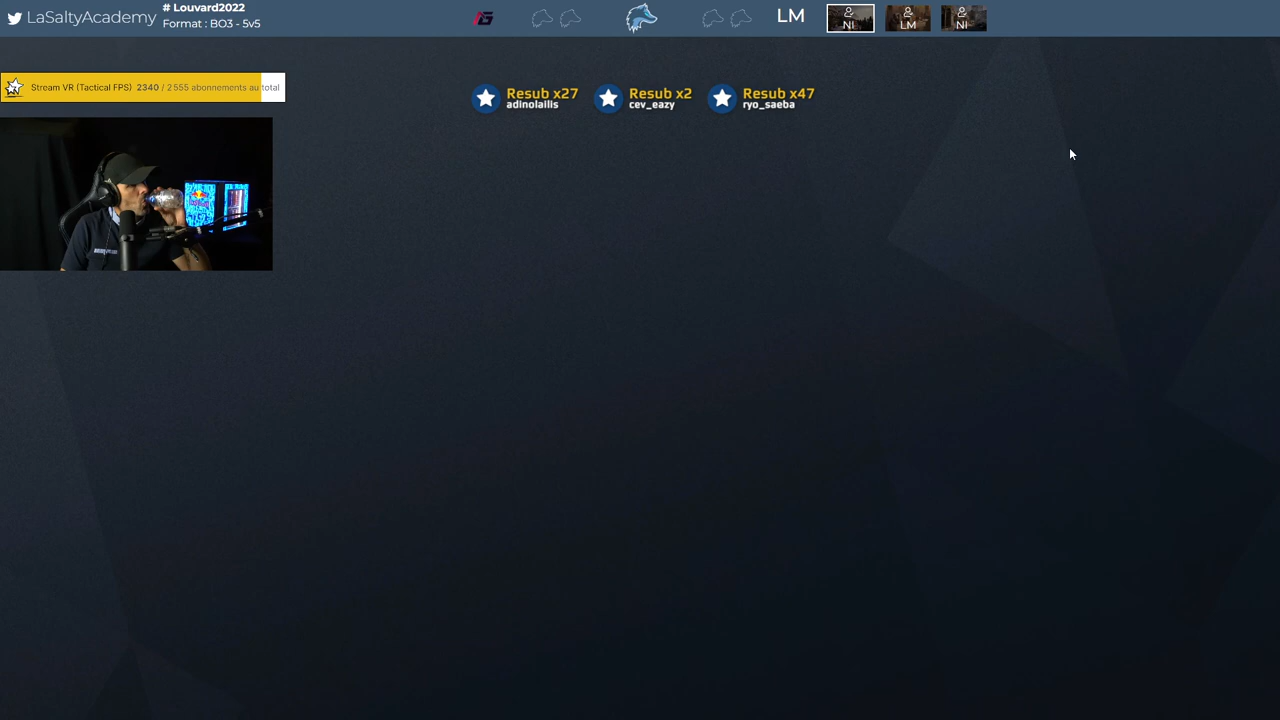 LaSaltyAcademy
# Louvard2022
Format : BO3 - 5v5
LM
NI
LM
NI
Stream VR (Tactical FPS) 2340 / 2555 abonnements au total
Resub x27
adinolailis
Resub x2
cev_eazy
Resub x47
ryo_saeba